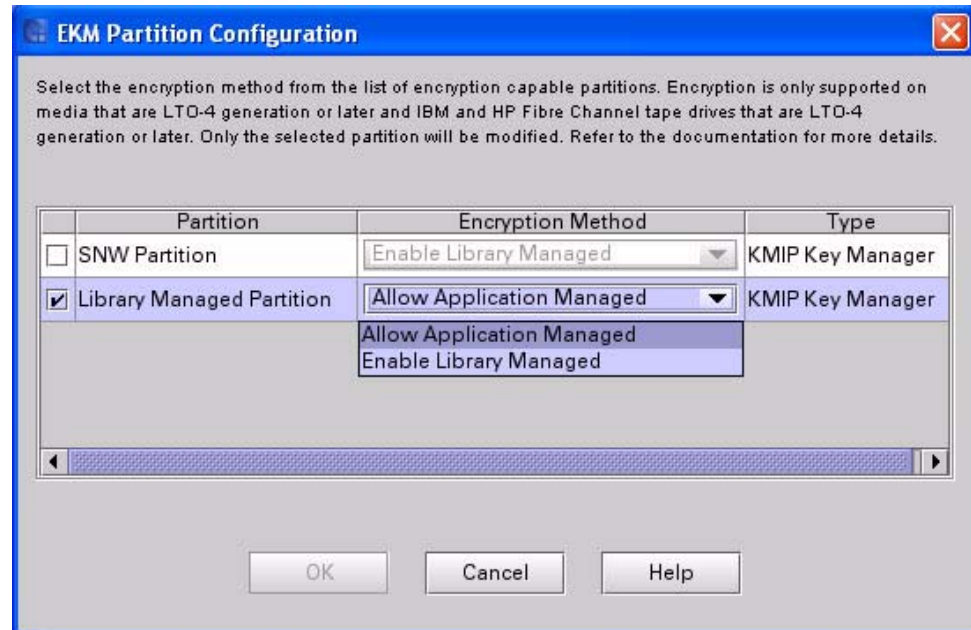 EKM Partition Configuration
Select the encryption method from the list of encryption capable partitions. Encryption is only supported on
media that are LTO-4 generation or later and IBM and HP Fibre Channel tape drives that are LTO-4
generation or later. Only the selected partition will be modified. Refer to the documentation for more details.
Partition Encryption Method Type
SNW Partition Enable Library Managed KMIP Key Manager
Library Managed Partition Allow Application Managed KMIP Key Manager
Allow Application Managed
Enable Library Managed
OK Cancel Help